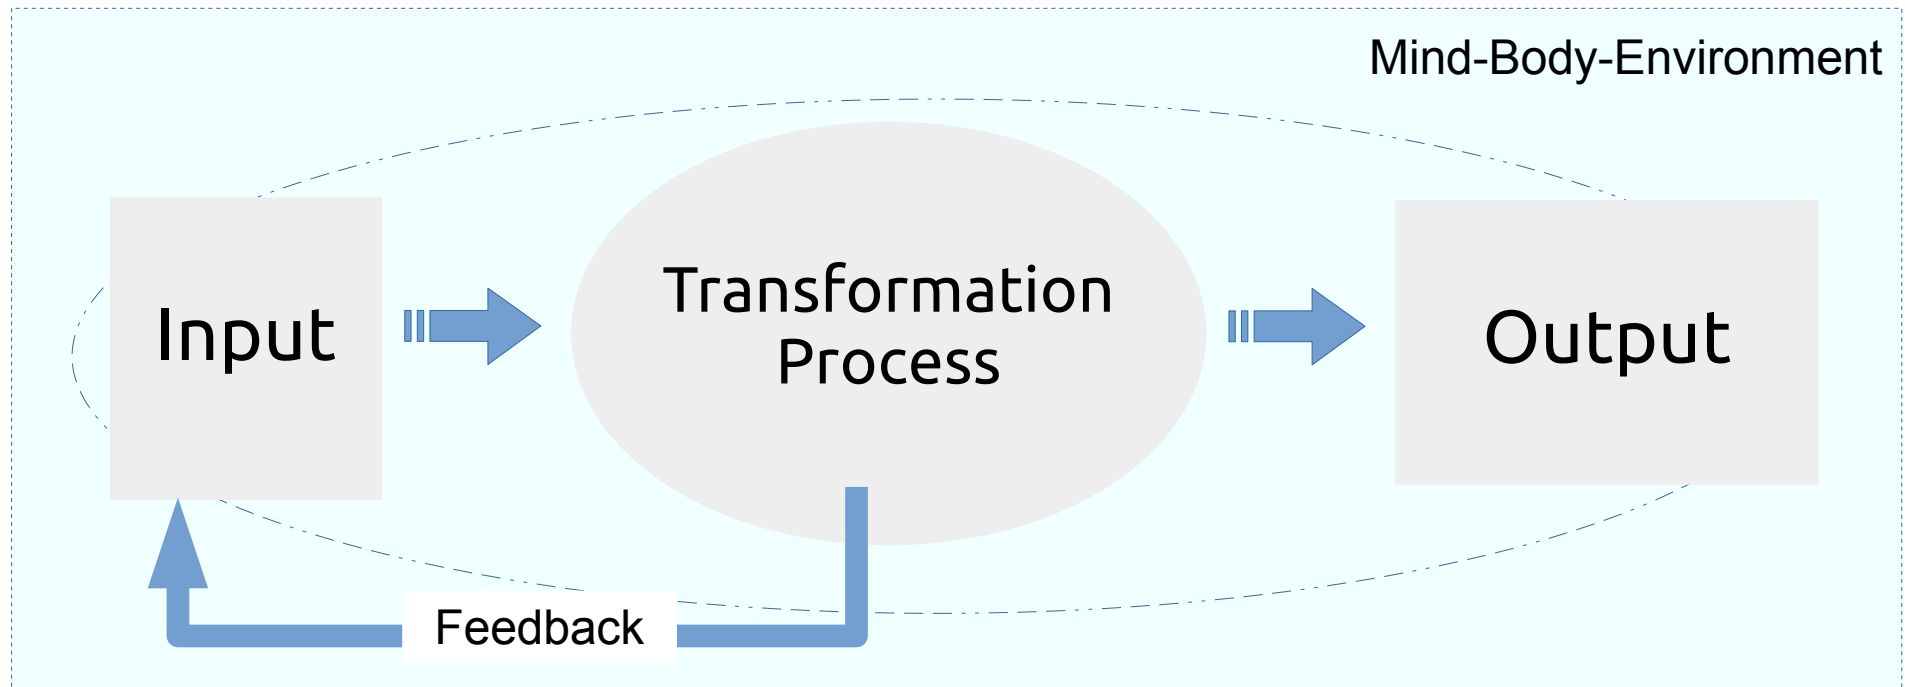 Mind-Body-Environment
Input
Transformation
Process
Output
Feedback